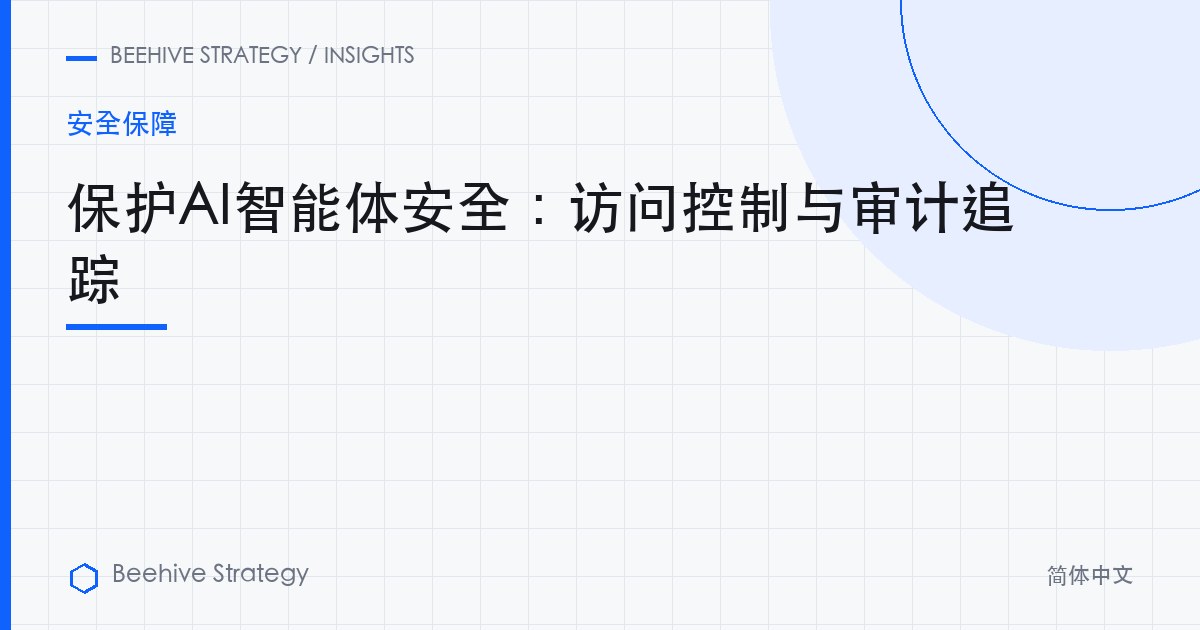 BEEHIVE STRATEGY / INSIGHTS
安全保障
保护AI智能体安全：访问控制与审计追
踪
Beehive Strategy
简体中文